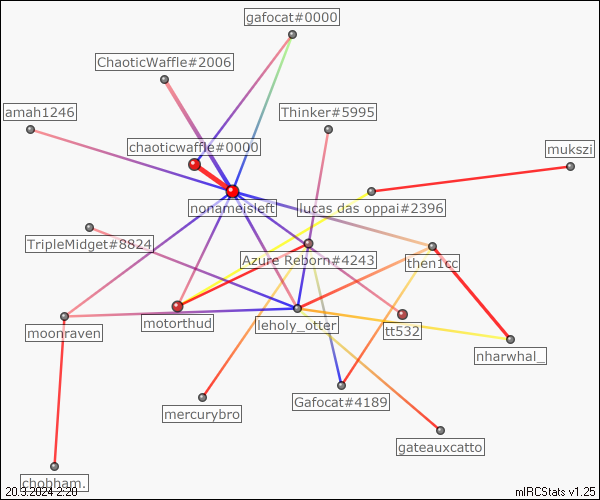 gafocat#0000
ChaoticWaffle#2006
amah1246
Thinker#5995
chaoticwaffle#0000
mukszi
nonameisleft
lucas das oppai#2396
TripleMidget#8824
Azure Reborn#4243
then1cc
motorthud
leholy_otter
tt532
moonraven
nharwhal_
mercurybro
Gafocat#4189
gateauxcatto
chobham.
20.3.2024 2:20
mIRCStats v1.25